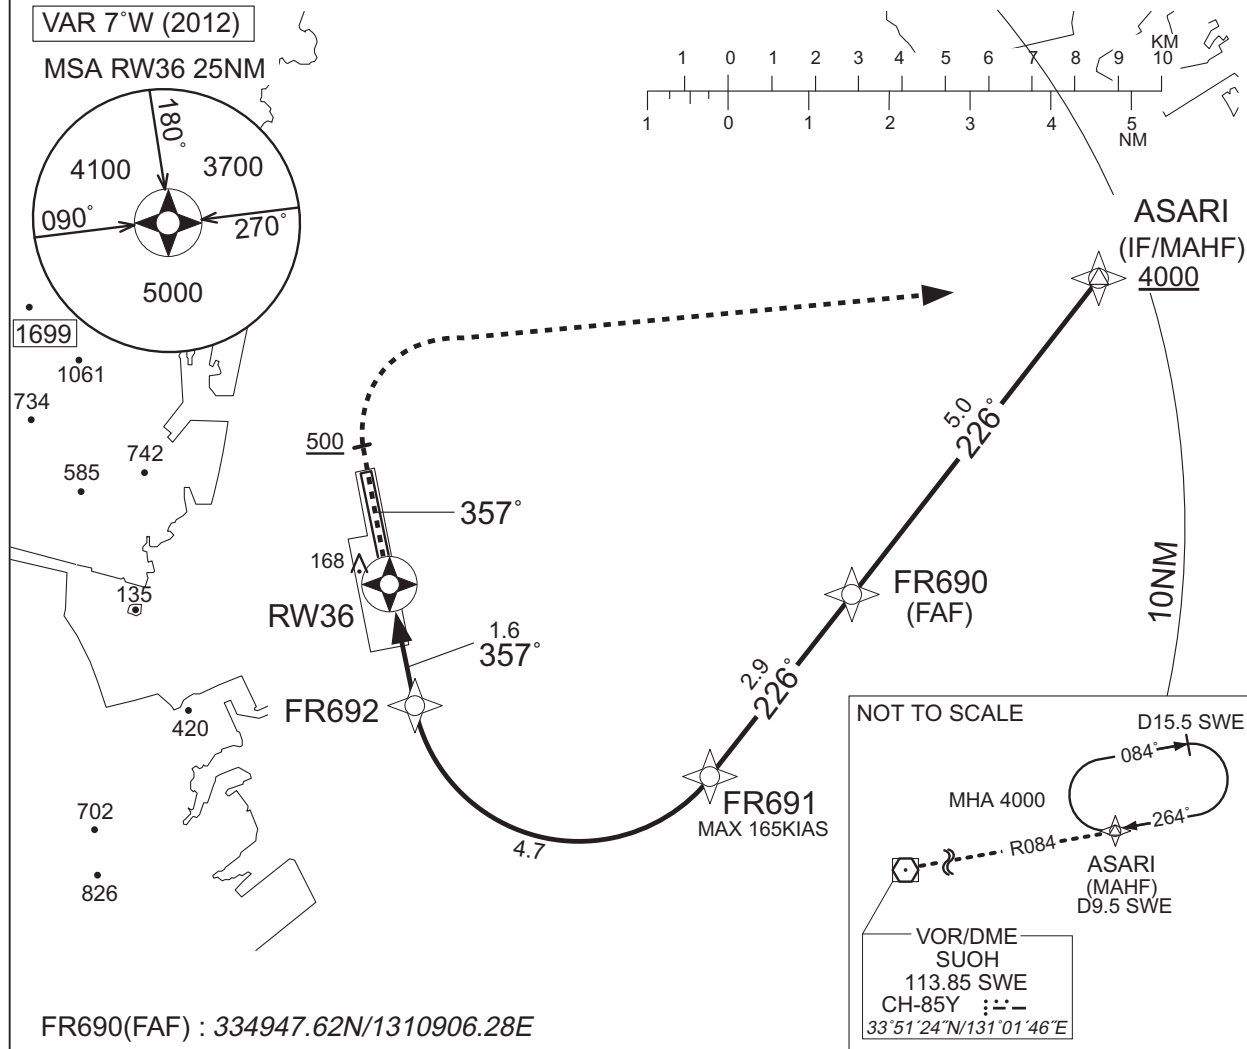 VAR 7°W (2012)
MSA RW36 25NM
180°
4100
3700
090°
270°
5000
KM
1 0 1 2 3 4 5 6 7 8 9 10
1 0 1 2 3 4 5
NM
ASARI
(IF/MAHF)
4000
1699
1061
734
742
585
500
5.0
226°
357°
168
135
RW36
FR690
(FAF)
10NM
1.6
357°
2.9
226°
FR692
420
FR691
MAX 165KIAS
4.7
702
826
NOT TO SCALE
D15.5 SWE
084°
MHA 4000
264°
R084
ASARI
(MAHF)
D9.5 SWE
VOR/DME
SUOH
113.85 SWE
CH-85Y
33°51´24˝N/131°01´46˝E
FR690(FAF) : 334947.62N/1310906.28E